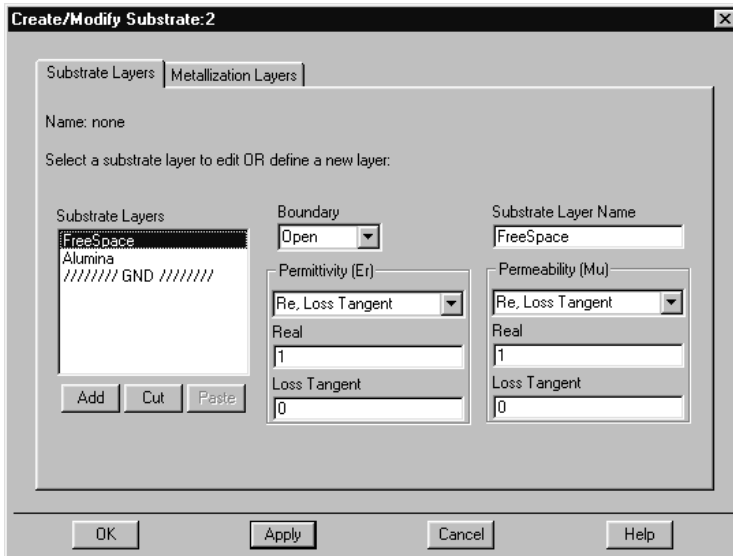 Create/Modify Substrate:2
Substrate Layers
Metallization Layers
Name: none
Select a substrate layer to edit OR define a new layer:
Substrate Layers
FreeSpace
Alumina
//////// GND ////////
Add
Cut
Paste
Boundary
Open
Substrate Layer Name
FreeSpace
Permittivity (Er)
Re, Loss Tangent
Real
1
Loss Tangent
0
Permeability (Mu)
Re, Loss Tangent
Real
1
Loss Tangent
0
OK
Apply
Cancel
Help